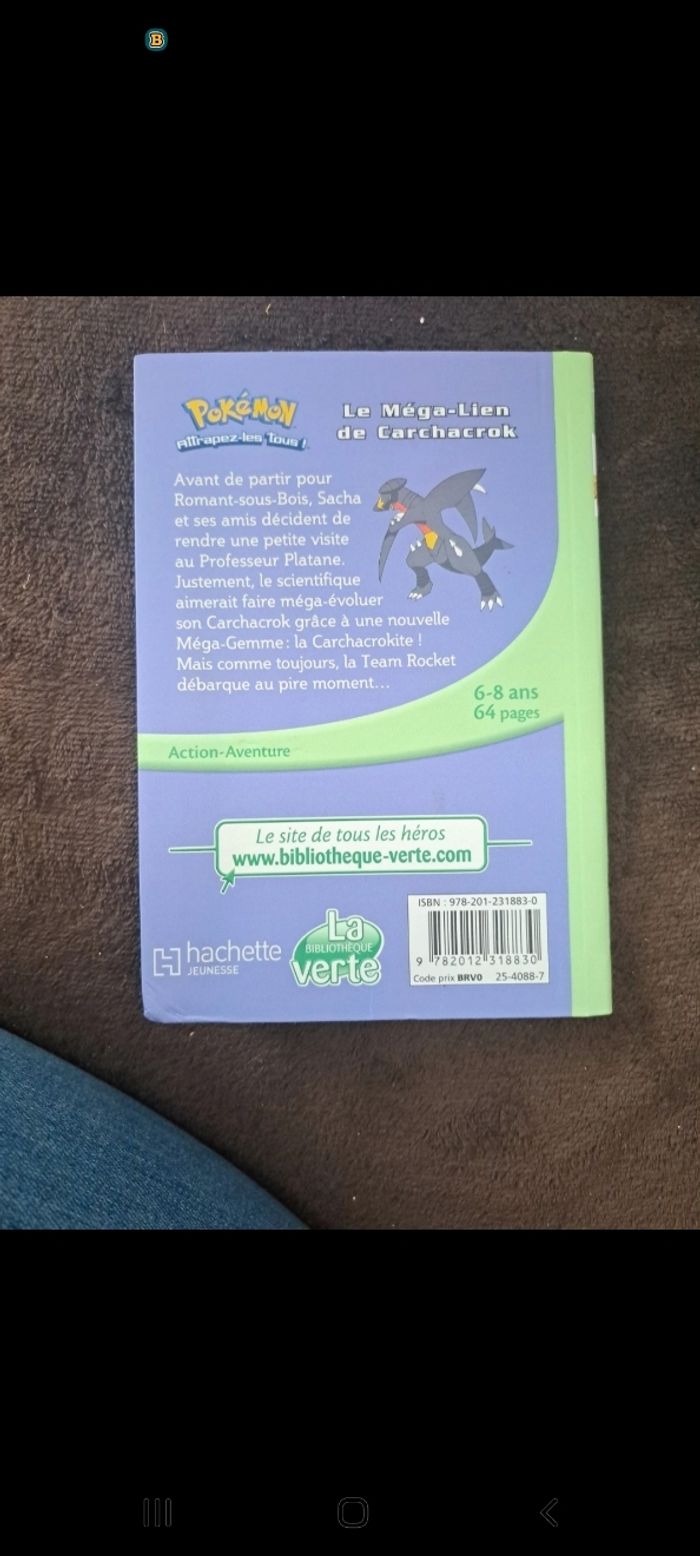 B
Pokémon
Attrapez-les Tous !
Le Méga-Lien
de Carchacrok
Avant de partir pour
Romant-sous-Bois, Sacha
et ses amis décident de
rendre une petite visite
au Professeur Platane.
Justement, le scientifique
aimerait faire méga-évoluer
son Carchacrok grâce à une nouvelle
Méga-Gemme : la Carchacrokite !
Mais comme toujours, la Team Rocket
débarque au pire moment...
6-8 ans
64 pages
Action-Aventure
Le site de tous les héros
www.bibliotheque-verte.com
hachette
JEUNESSE
La
BIBLIOTHÈQUE
verte
ISBN : 978-201-231883-0
9 782012 318830
Code prix BRV0 25-4088-7